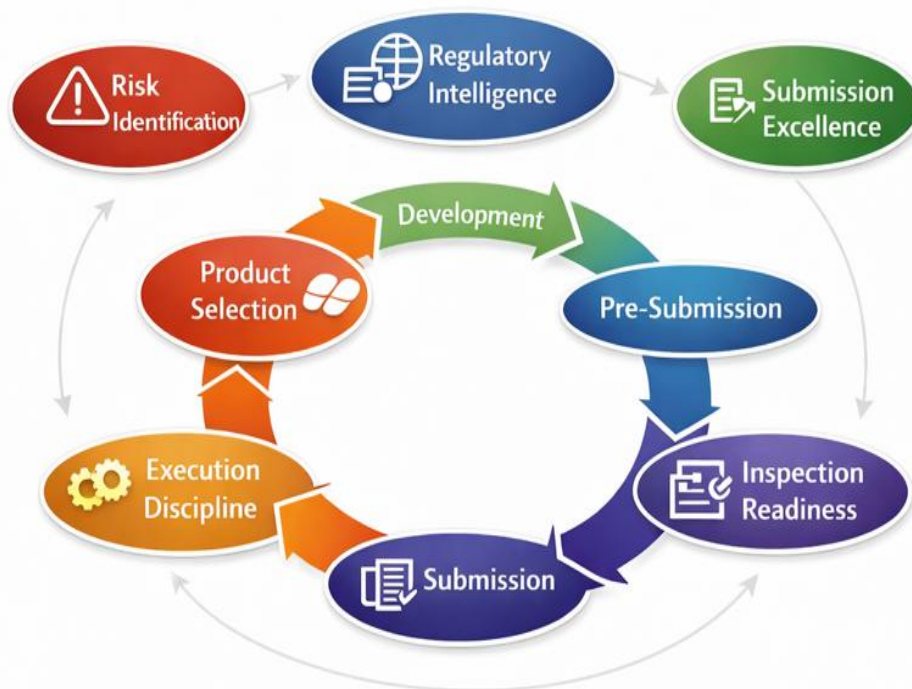 Risk
Identification
Regulatory
Intelligence
Submission
Excellence
Development
Product
Selection
Pre-Submission
Execution
Discipline
Inspection
Readiness
Submission